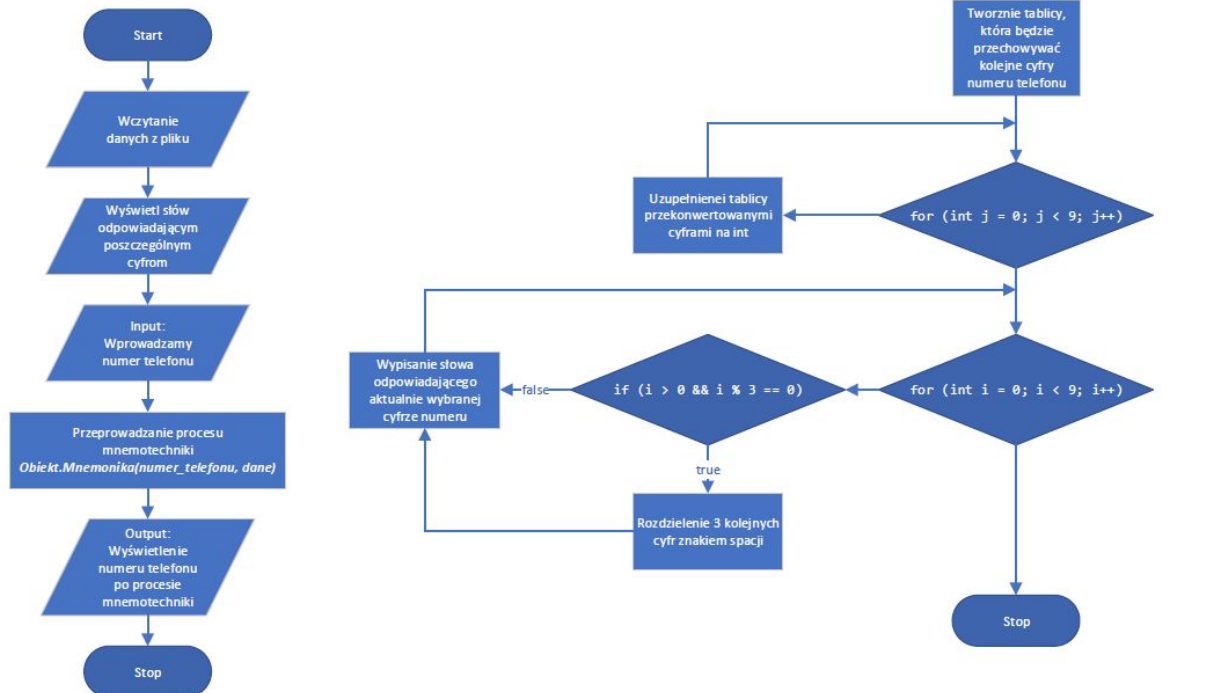 Start
Wczytanie
danych z pliku
Wyświetl słów
odpowiadającym
poszczególnym
cyfrom
Input:
Wprowadzamy
numer telefonu
Przeprowadzanie procesu
mnemotechniki
Obiekt.Mnemonika(numer_telefonu, dane)
Output:
Wyświetlenie
numeru telefonu
po procesie
mnemotechniki
Stop
Tworznie tablicy,
która będzie
przechowywać
kolejne cyfry
numeru telefonu
for (int j = 0; j < 9; j++)
Uzupełnienei tablicy
przekonwertowanymi
cyframi na int
for (int i = 0; i < 9; i++)
if (i > 0 && i % 3 == 0)
false
Wypisanie słowa
odpowiadającego
aktualnie wybranej
cyfrze numeru
true
Rozdzielenie 3 kolejnych
cyfr znakiem spacji
Stop